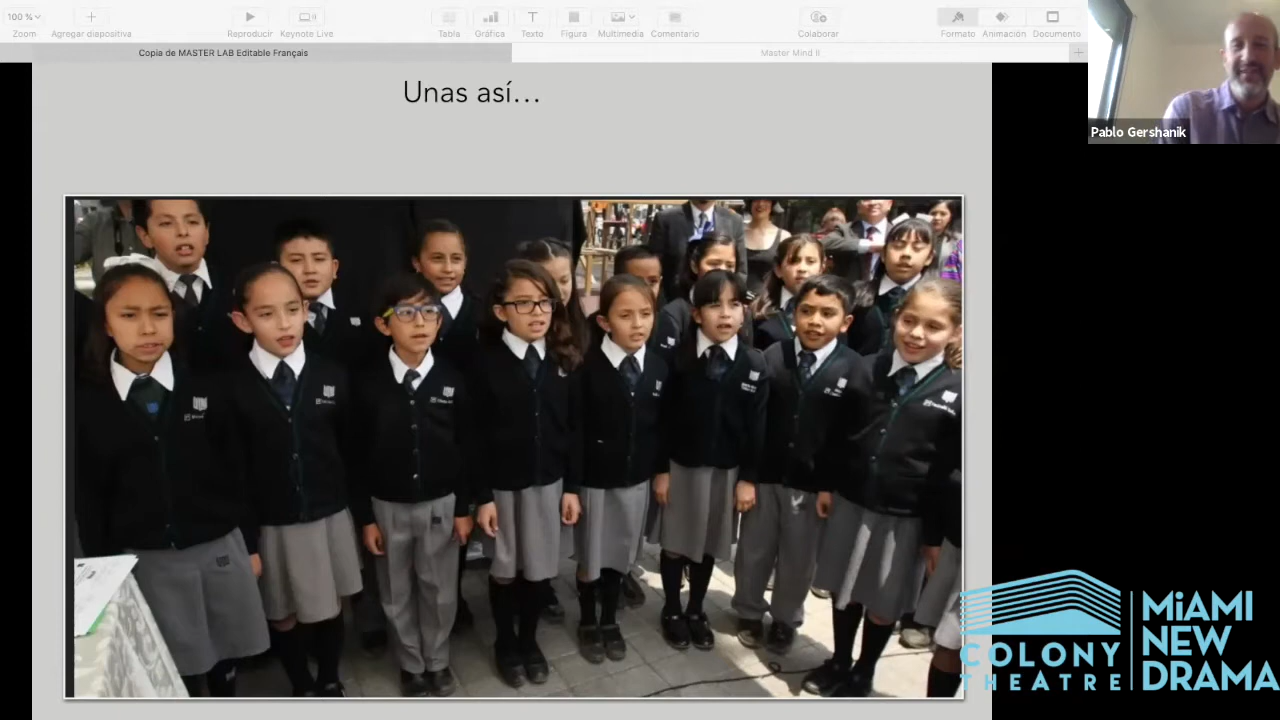 100 %
Zoom
Agregar diapositiva
Reproducir
Keynote Live
Tabla
Gráfica
Texto
Figura
Multimedia
Comentario
Colaborar
Formato
Animación
Documento
Copia de MASTER LAB Editable Français
Master Mind II
Unas así...
Pablo Gershanik
COLONY
THEATRE
MiAMI
NEW
DRAMA